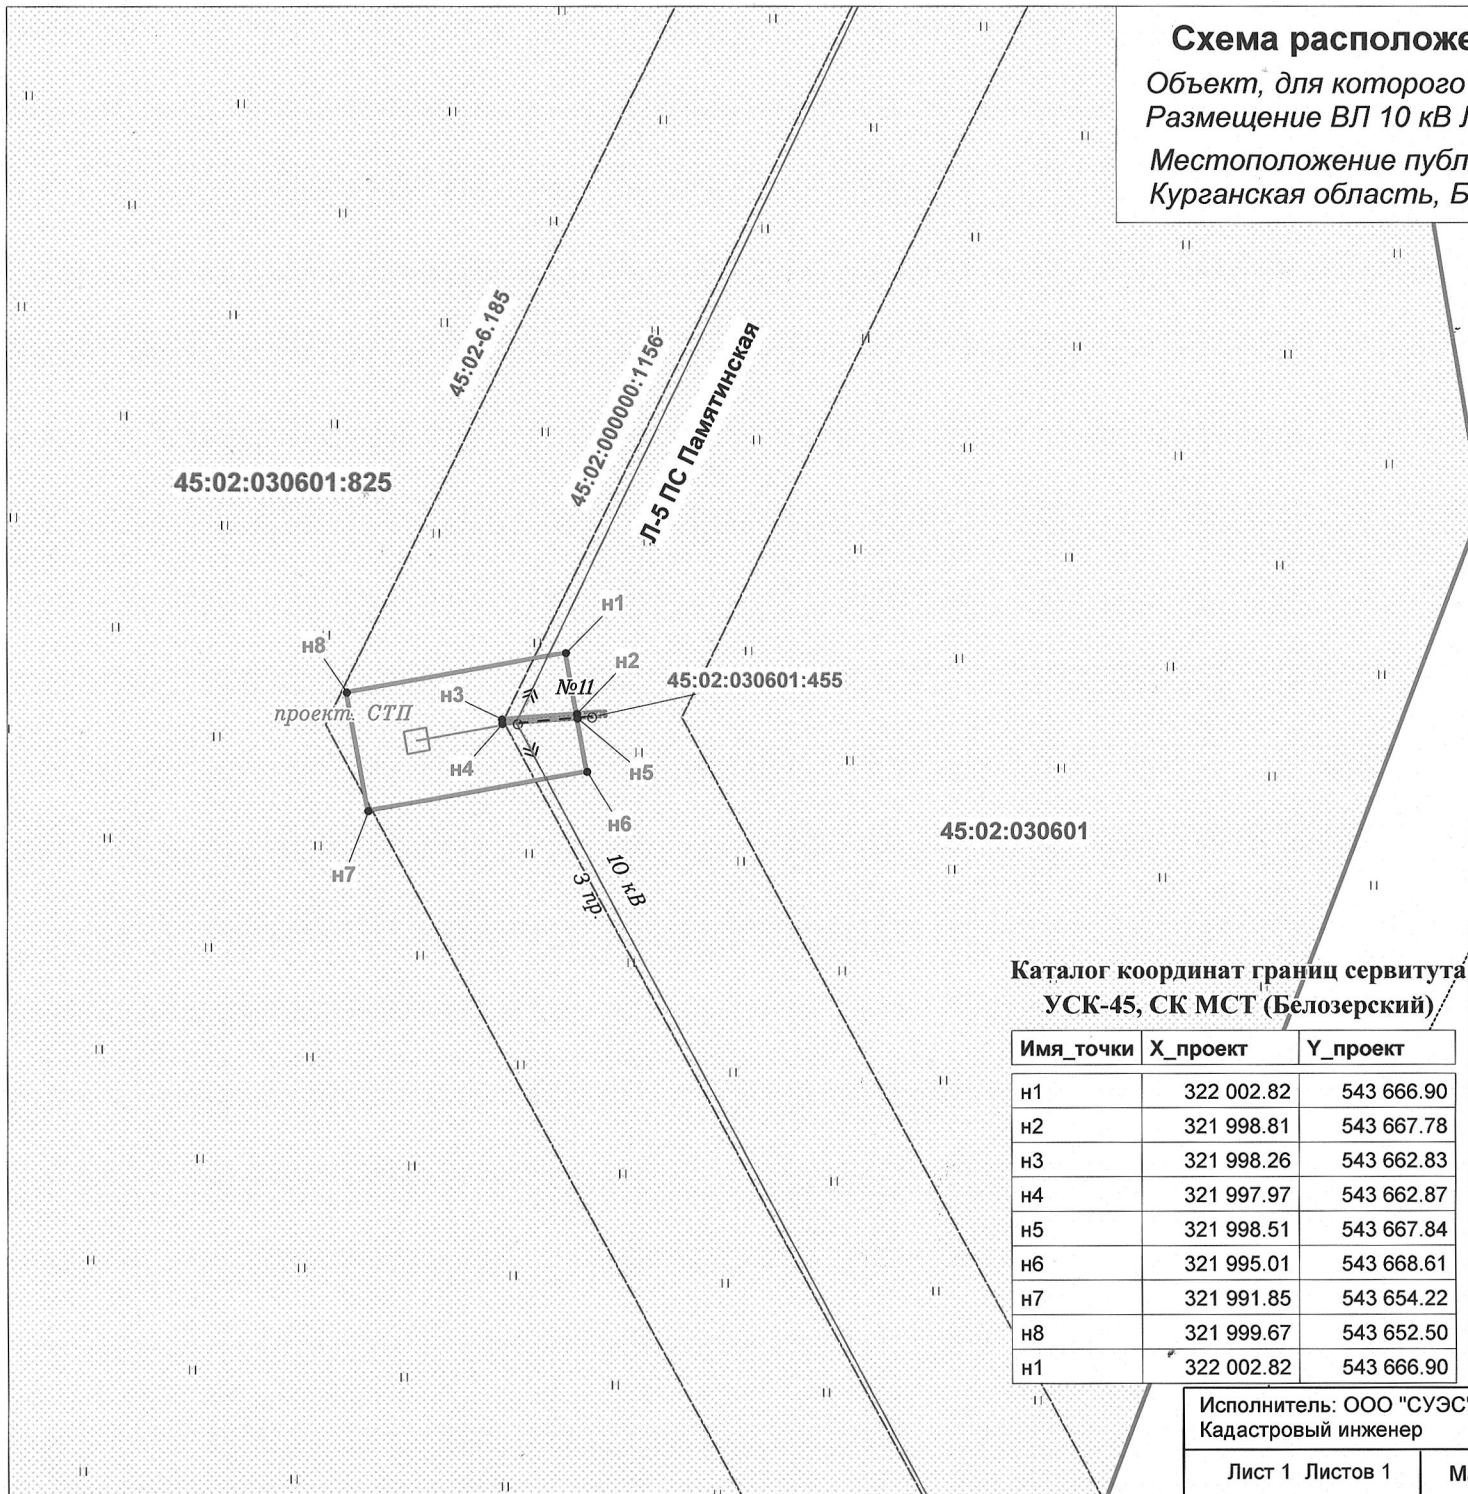 Схема расположе
Объект, для которого
Размещение ВЛ 10 кВ Л
Местоположение публ
Курганская область, Б
45:02-6.185
45:02:000000:1156
Л-5 ПС Памятинская
45:02:030601:825
н1
н8
н2
45:02:030601:455
№11
н3
проект. СТП
н4
н5
н6
45:02:030601
н7
10 кВ
3 пр.
Каталог координат границ сервитута
УСК-45, СК МСТ (Белозерский)
Имя_точки X_проект Y_проект
н1 322 002.82 543 666.90
н2 321 998.81 543 667.78
н3 321 998.26 543 662.83
н4 321 997.97 543 662.87
н5 321 998.51 543 667.84
н6 321 995.01 543 668.61
н7 321 991.85 543 654.22
н8 321 999.67 543 652.50
н1 322 002.82 543 666.90
Исполнитель: ООО "СУЭС"
Кадастровый инженер
Лист 1 Листов 1